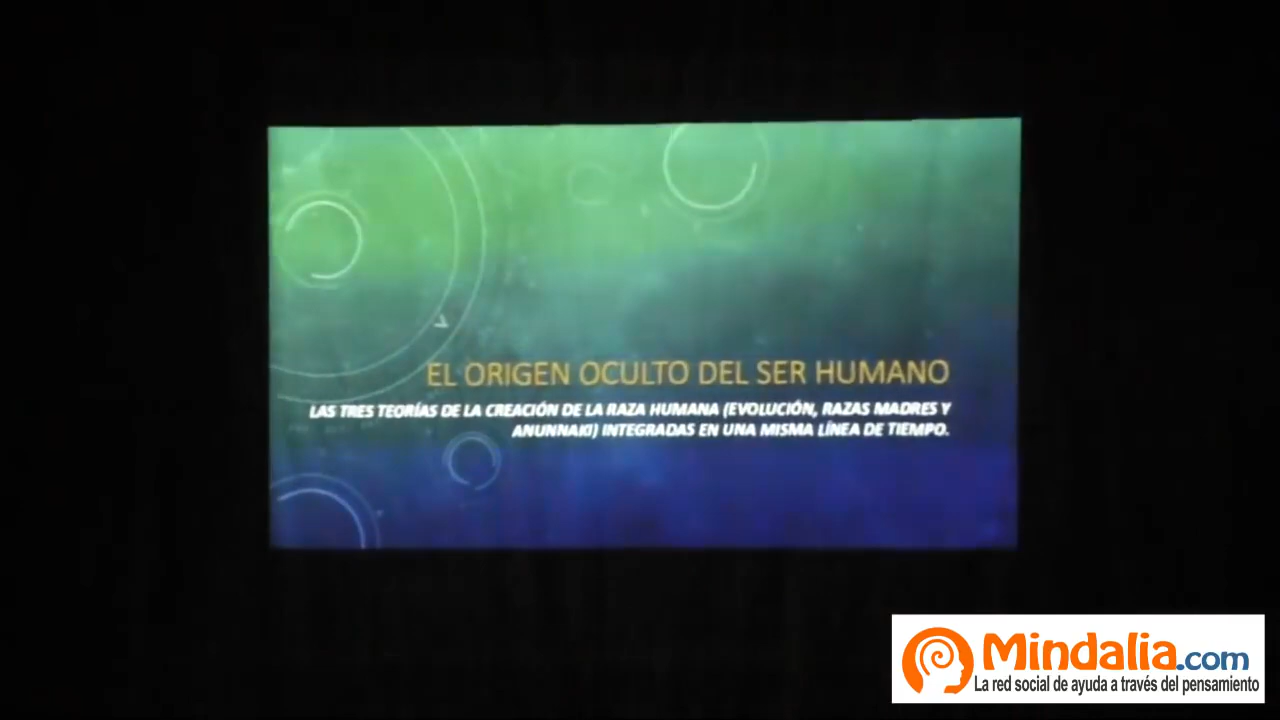 EL ORIGEN OCULTO DEL SER HUMANO
LAS TRES TEORÍAS DE LA CREACIÓN DE LA RAZA HUMANA (EVOLUCIÓN, RAZAS MADRES Y
ANUNNAKI) INTEGRADAS EN UNA MISMA LÍNEA DE TIEMPO.
Mindalia.com
La red social de ayuda a través del pensamiento